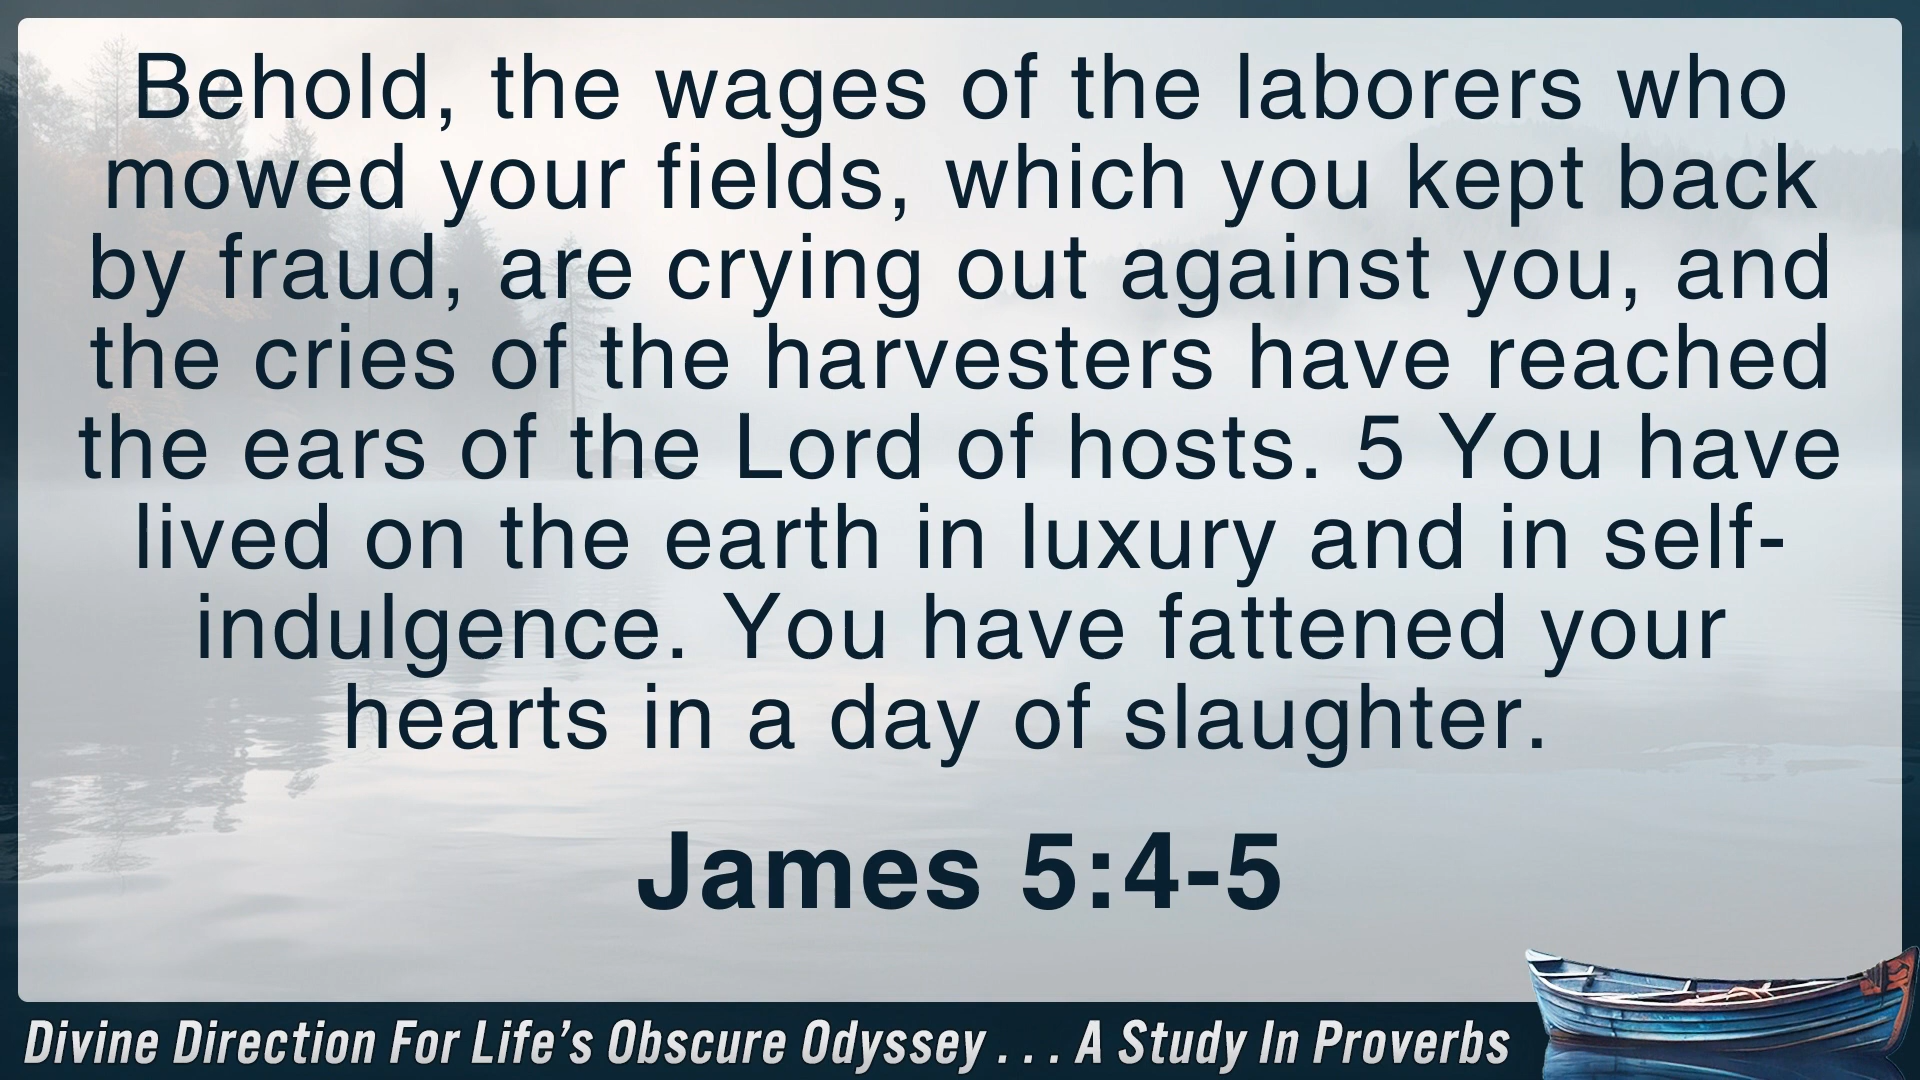 Behold, the wages of the laborers who
mowed your fields, which you kept back
by fraud, are crying out against you, and
the cries of the harvesters have reached
the ears of the Lord of hosts. 5 You have
lived on the earth in luxury and in self-
indulgence. You have fattened your
hearts in a day of slaughter.
James 5:4-5
Divine Direction For Life’s Obscure Odyssey . . . A Study In Proverbs